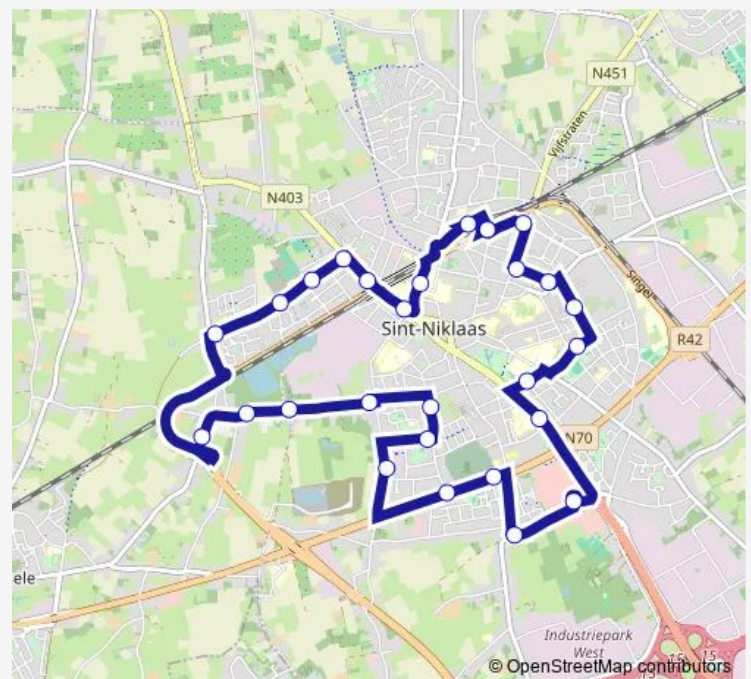 N451
Vijfstraten
N403
Singel
Sint-Niklaas
R42
N70
ele
Industriepark
West
15 15
© OpenStreetMap contributors